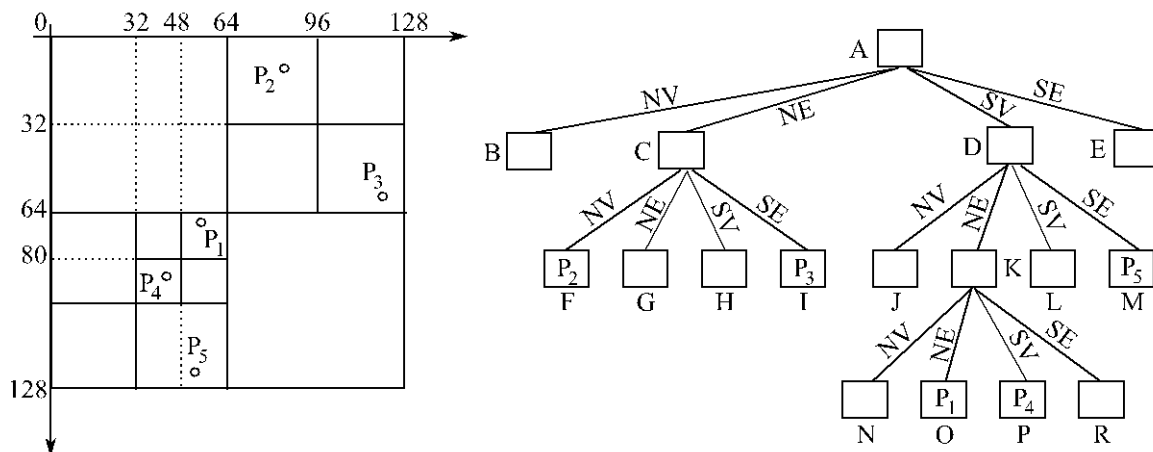 0 32 48 64 96 128
32
64
80
128
P2
P3
P1
P4
P5
A
NV NE SV SE
B C D E
NV NE SV SE NV NE SV SE
P2 P3 K P5
F G H I J L M
NV NE SV SE
P1 P4
N O P R